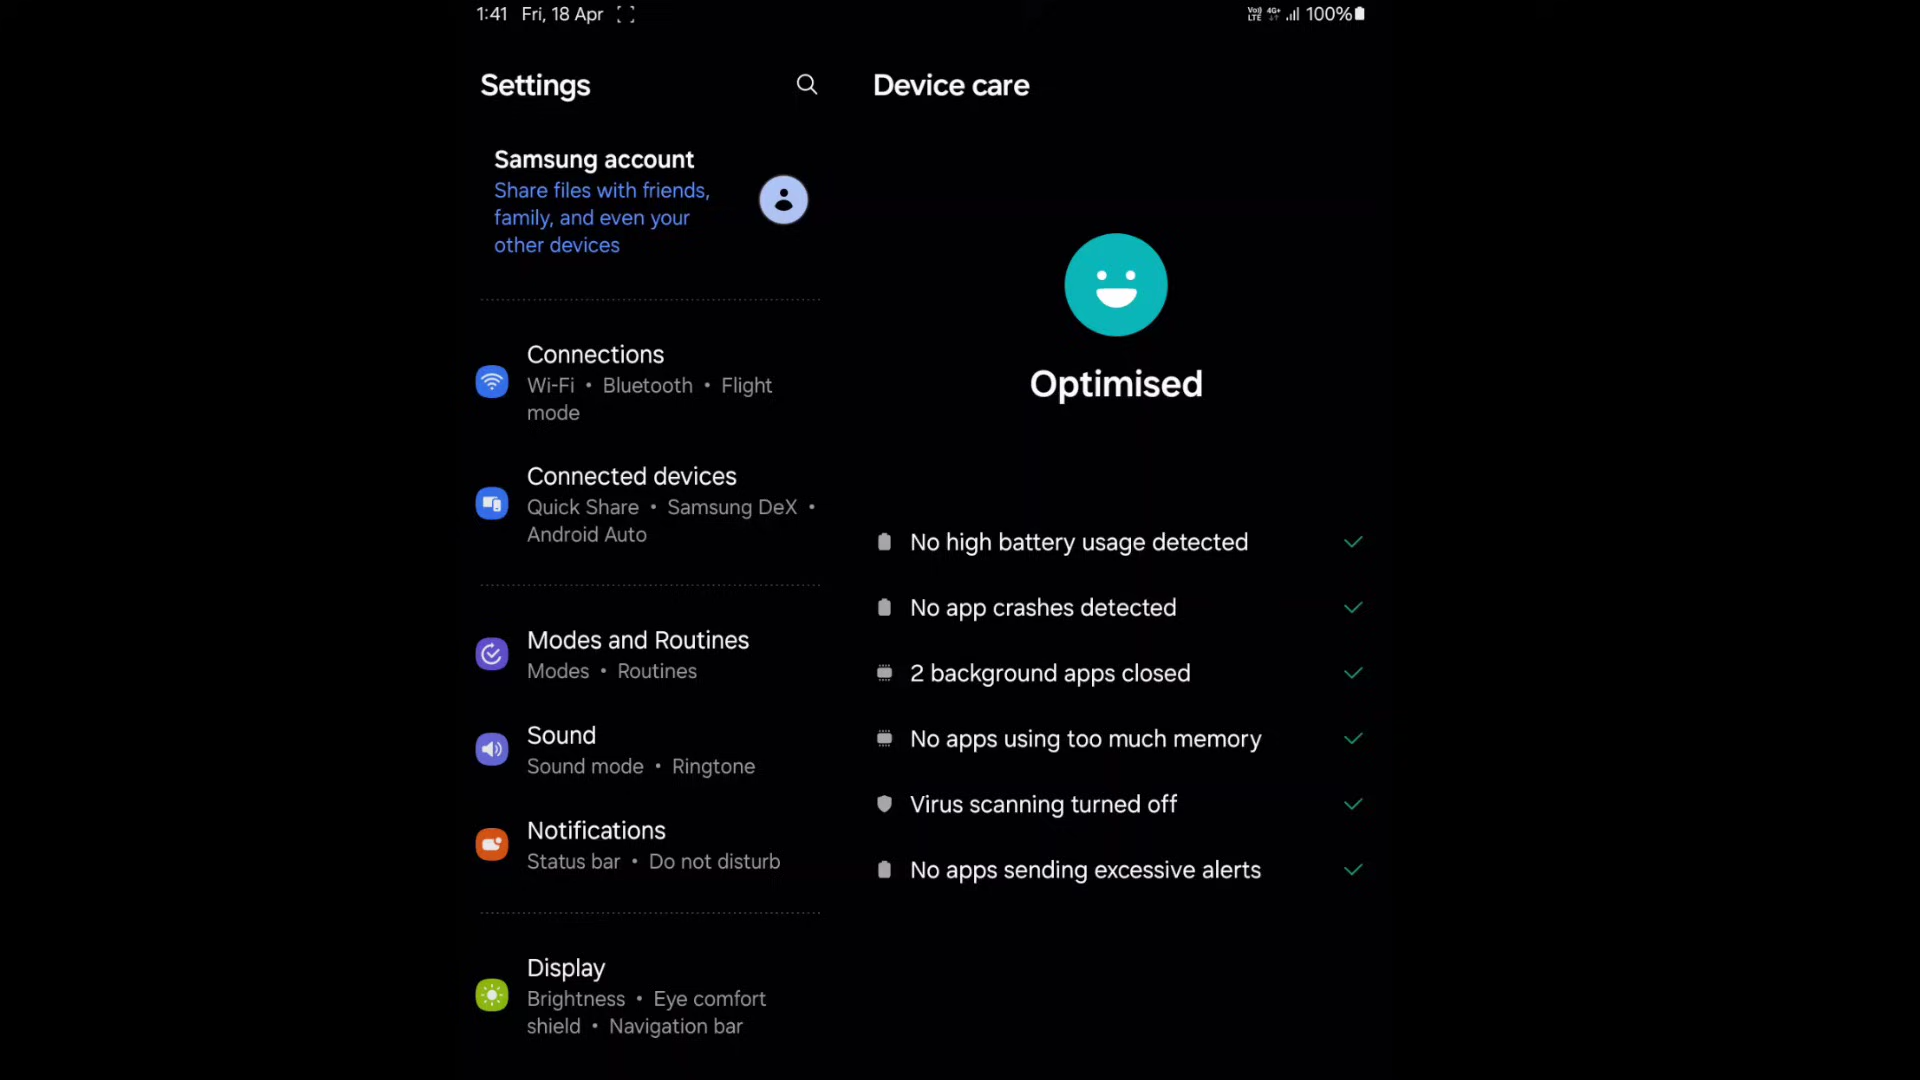 1:41 Fri, 18 Apr
Vo)) LTE 4G+ 100%
Settings
Samsung account
Share files with friends,
family, and even your
other devices
Connections
Wi-Fi • Bluetooth • Flight
mode
Connected devices
Quick Share • Samsung DeX •
Android Auto
Modes and Routines
Modes • Routines
Sound
Sound mode • Ringtone
Notifications
Status bar • Do not disturb
Display
Brightness • Eye comfort
shield • Navigation bar
Device care
Optimised
No high battery usage detected
No app crashes detected
2 background apps closed
No apps using too much memory
Virus scanning turned off
No apps sending excessive alerts